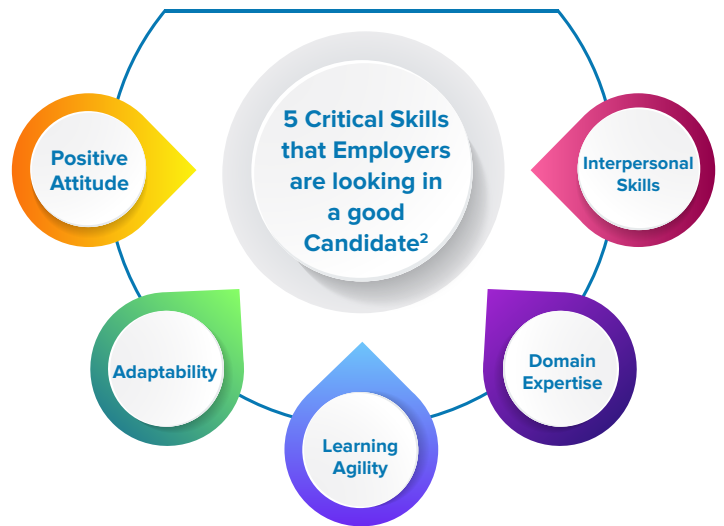 5 Critical Skills
that Employers
are looking in
a good
Candidate²
Positive
Attitude
Adaptability
Learning
Agility
Domain
Expertise
Interpersonal
Skills